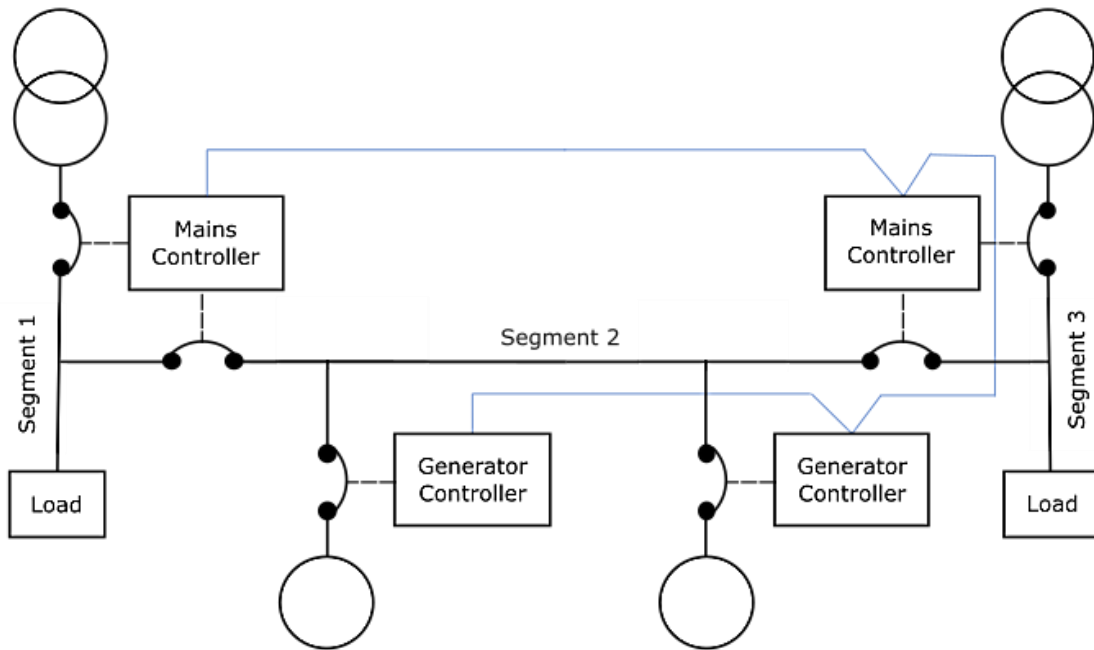 Mains
Controller
Mains
Controller
Segment 1
Segment 2
Segment 3
Load
Generator
Controller
Generator
Controller
Load